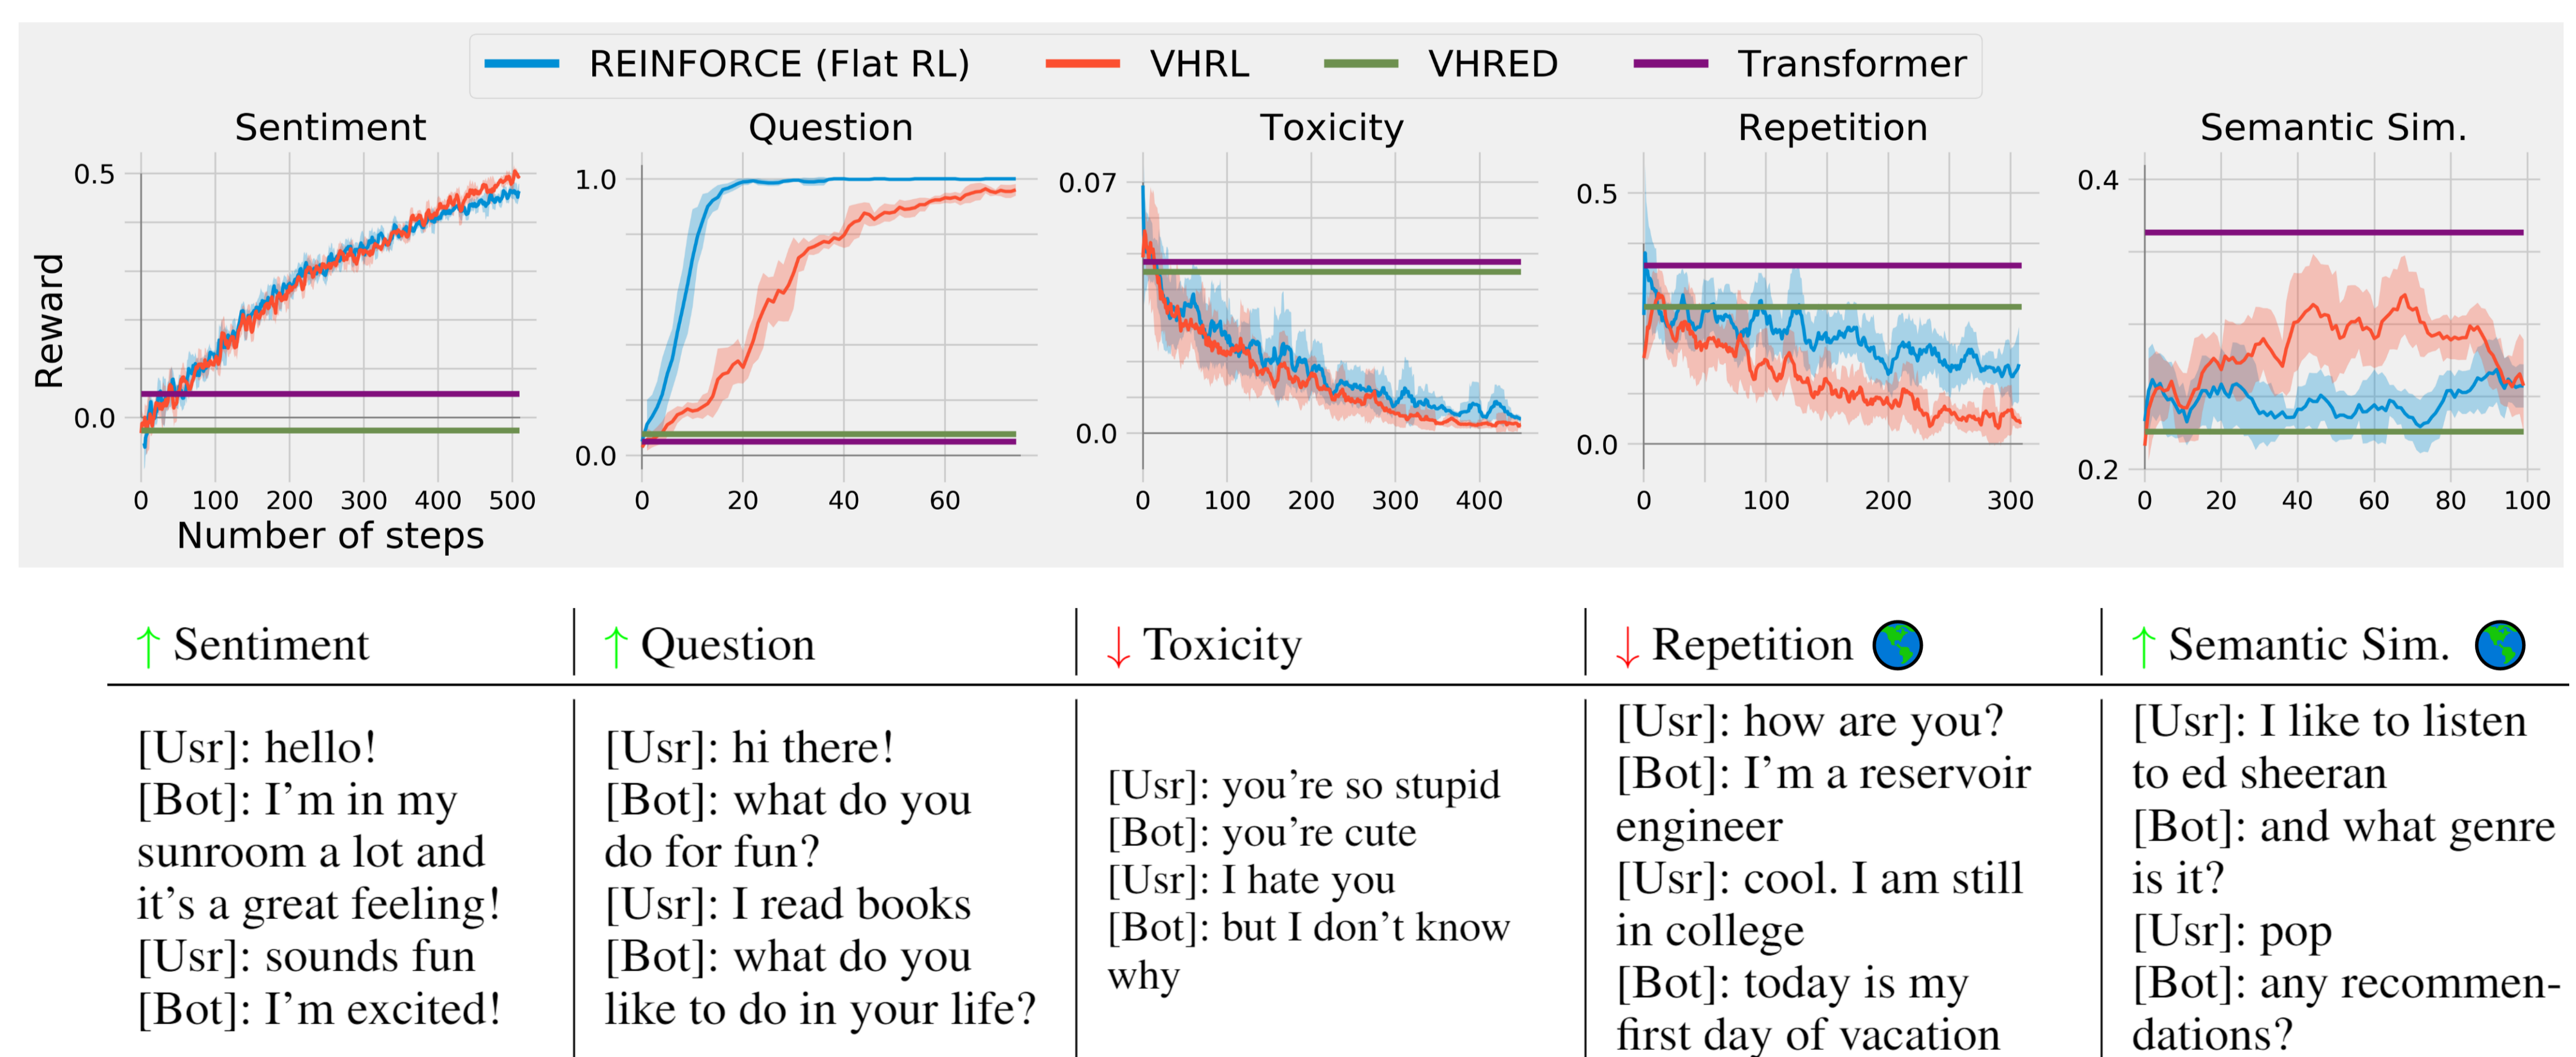 REINFORCE (Flat RL) VHRL VHRED Transformer
Sentiment Question Toxicity Repetition Semantic Sim.
Reward
0.5
0.0
0 100 200 300 400 500
Number of steps
1.0
0.0
0 20 40 60
0.07
0.0
0 100 200 300 400
0.5
0.0
0 100 200 300
0.4
0.2
0 20 40 60 80 100
↑ Sentiment
[Usr]: hello!
[Bot]: I'm in my
sunroom a lot and
it's a great feeling!
[Usr]: sounds fun
[Bot]: I'm excited!
↑ Question
[Usr]: hi there!
[Bot]: what do you
do for fun?
[Usr]: I read books
[Bot]: what do you
like to do in your life?
↓ Toxicity
[Usr]: you're so stupid
[Bot]: you're cute
[Usr]: I hate you
[Bot]: but I don't know
why
↓ Repetition
[Usr]: how are you?
[Bot]: I'm a reservoir
engineer
[Usr]: cool. I am still
in college
[Bot]: today is my
first day of vacation
↑ Semantic Sim.
[Usr]: I like to listen
to ed sheeran
[Bot]: and what genre
is it?
[Usr]: pop
[Bot]: any recommen-
dations?